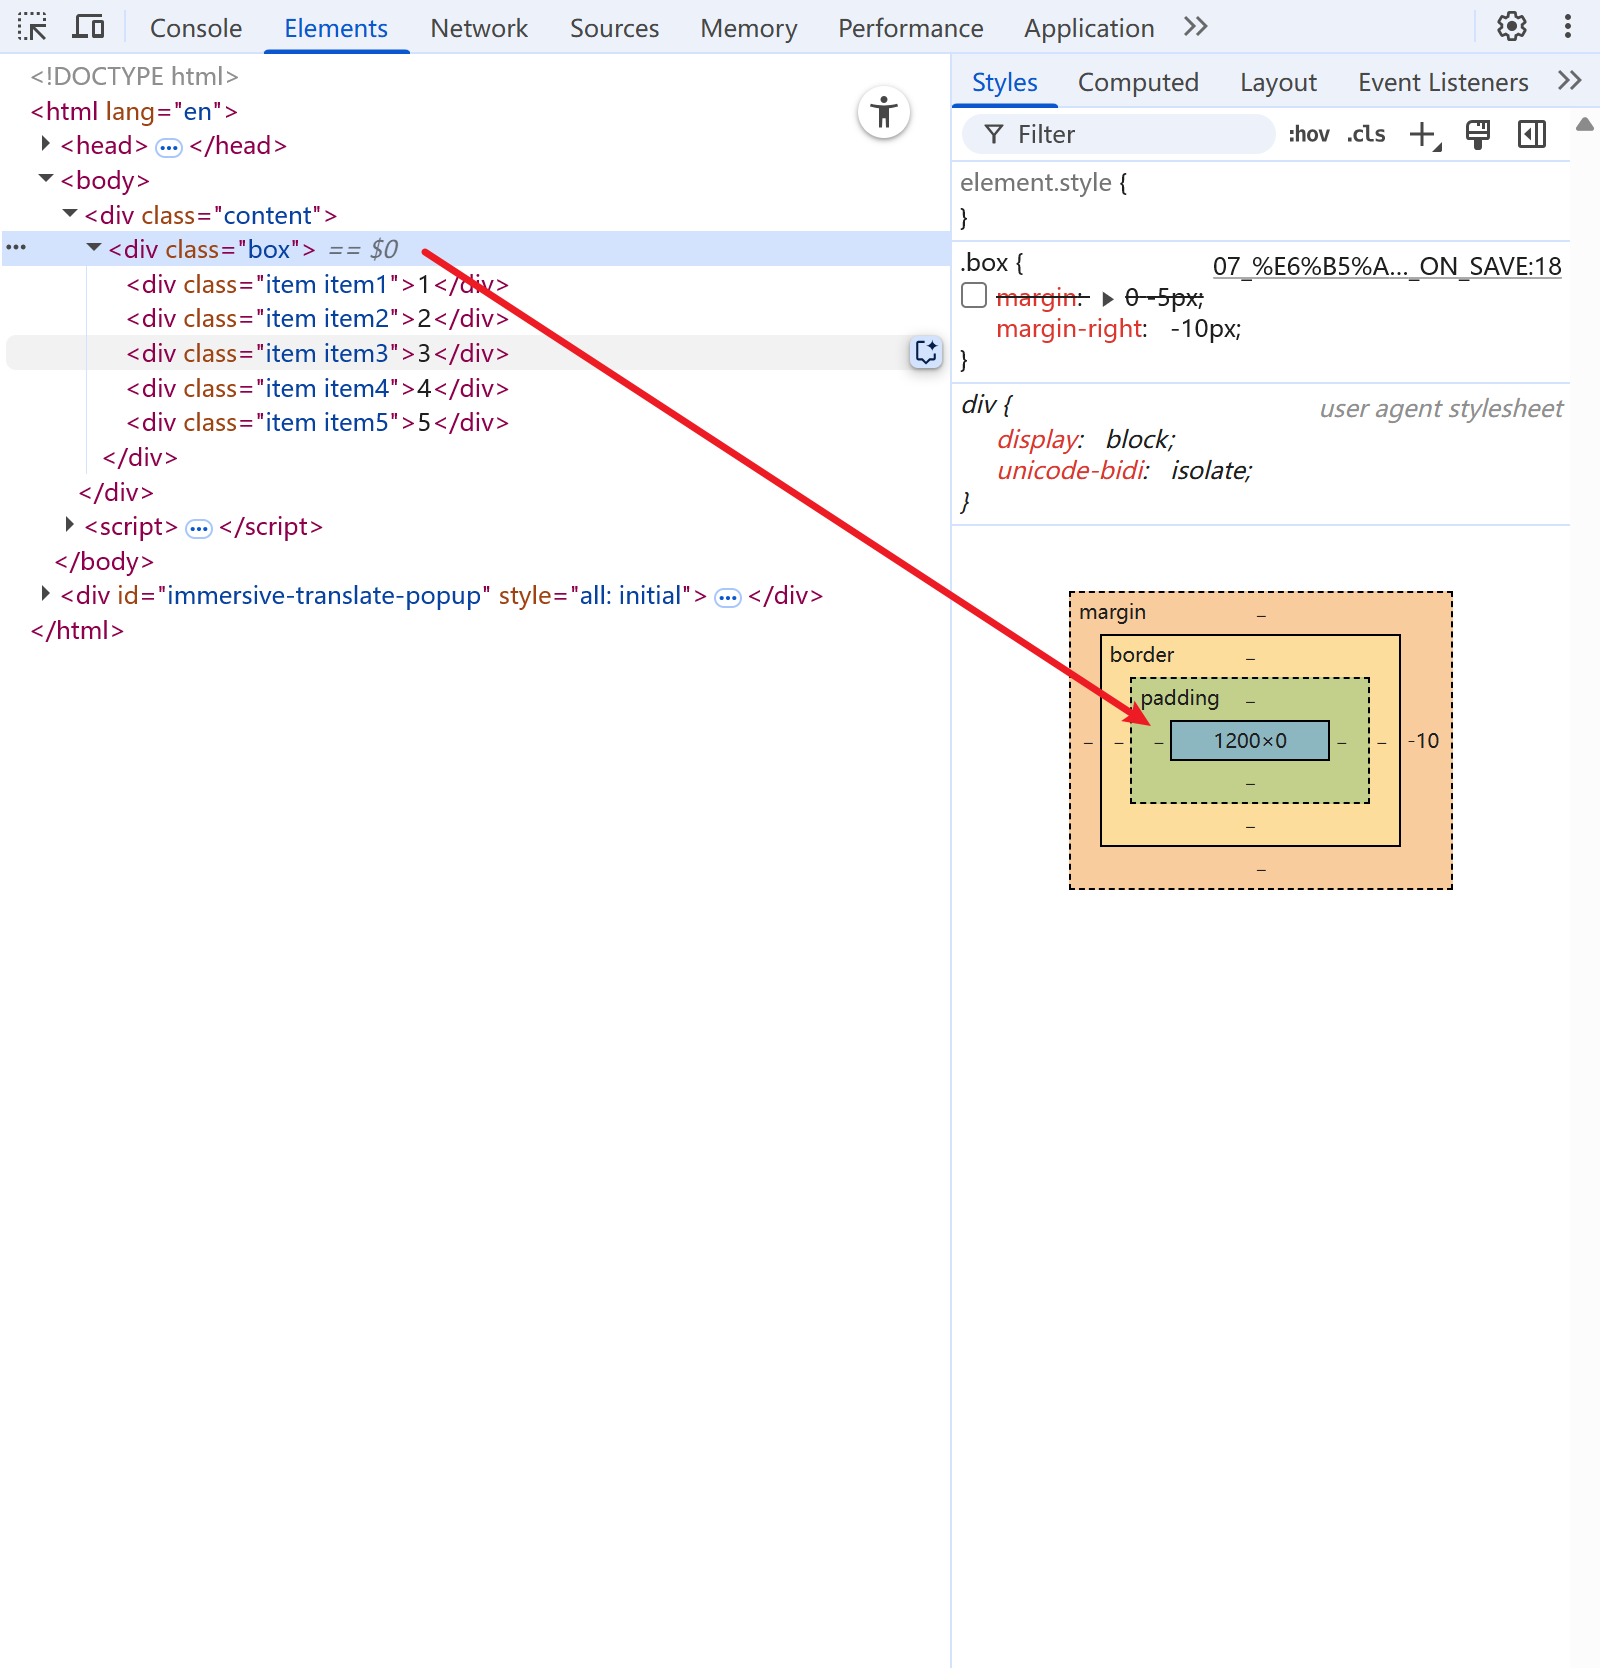 Console Elements Network Sources Memory Performance Application
<!DOCTYPE html>
<html lang="en">
<head> ... </head>
<body>
<div class="content">
... <div class="box"> == $0
<div class="item item1">1</div>
<div class="item item2">2</div>
<div class="item item3">3</div>
<div class="item item4">4</div>
<div class="item item5">5</div>
</div>
</div>
<script> ... </script>
</body>
<div id="immersive-translate-popup" style="all: initial"> ... </div>
</html>
Styles Computed Layout Event Listeners
Filter :hov .cls
element.style {
}
.box { 07_%E6%B5%A…_ON_SAVE:18
margin: 0 -5px;
margin-right: -10px;
}
div { user agent stylesheet
display: block;
unicode-bidi: isolate;
}
margin –
border –
padding –
– – – 1200×0 – – -10
–
–
–